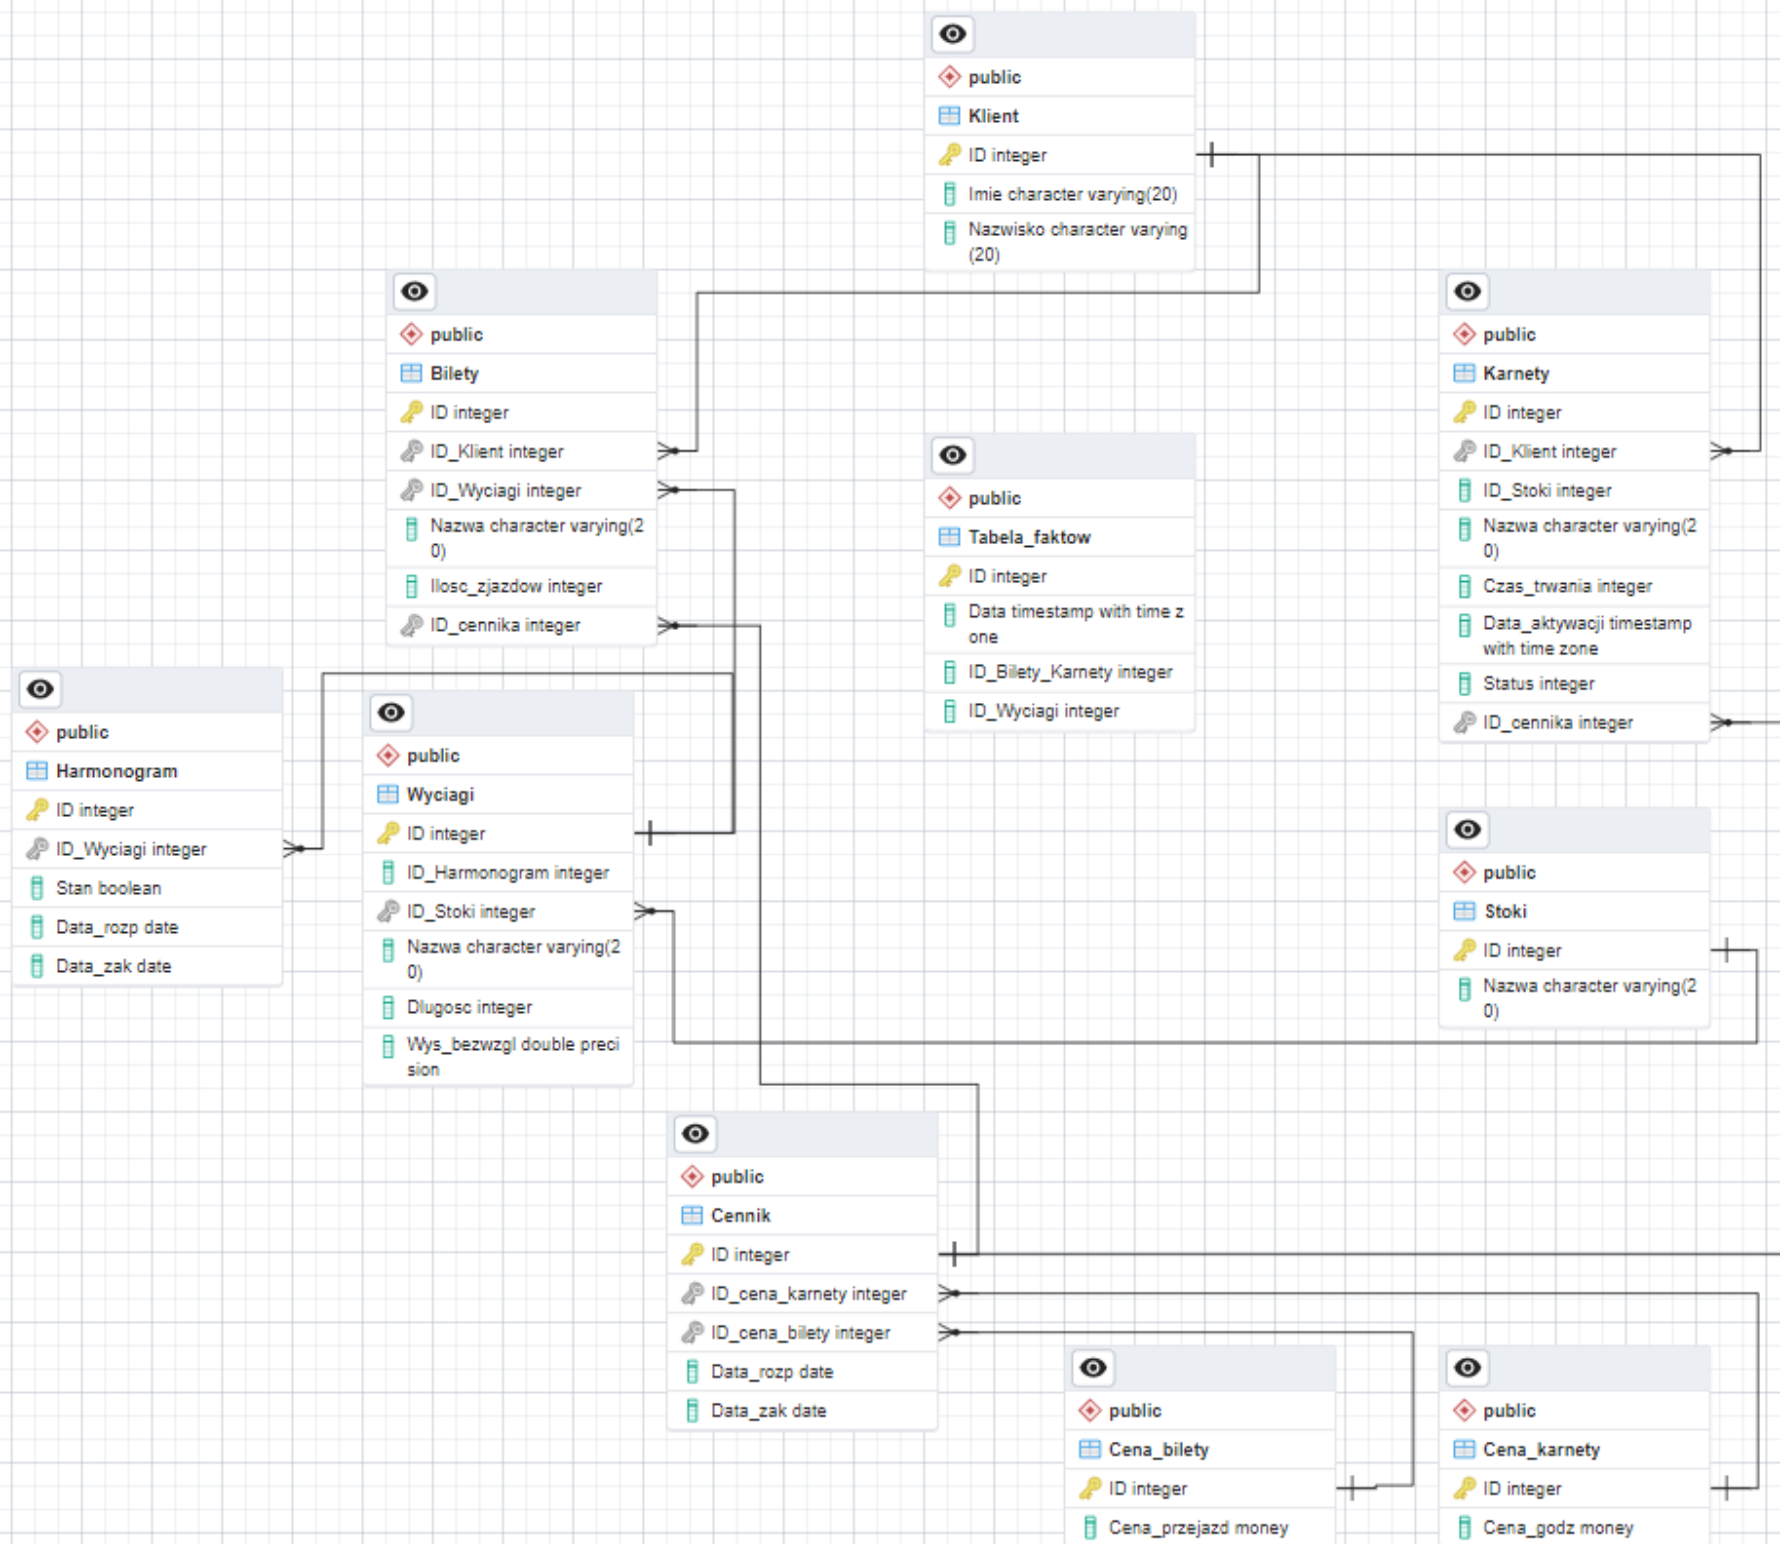 public
Klient
ID integer
Imie character varying(20)
Nazwisko character varying
(20)
public
Bilety
ID integer
ID_Klient integer
ID_Wyciagi integer
Nazwa character varying(2
0)
Ilosc_zjazdow integer
ID_cennika integer
public
Tabela_faktow
ID integer
Data timestamp with time z
one
ID_Bilety_Karnety integer
ID_Wyciagi integer
public
Karnety
ID integer
ID_Klient integer
ID_Stoki integer
Nazwa character varying(2
0)
Czas_trwania integer
Data_aktywacji timestamp
with time zone
Status integer
ID_cennika integer
public
Harmonogram
ID integer
ID_Wyciagi integer
Stan boolean
Data_rozp date
Data_zak date
public
Wyciagi
ID integer
ID_Harmonogram integer
ID_Stoki integer
Nazwa character varying(2
0)
Dlugosc integer
Wys_bezwzgl double preci
sion
public
Stoki
ID integer
Nazwa character varying(2
0)
public
Cennik
ID integer
ID_cena_karnety integer
ID_cena_bilety integer
Data_rozp date
Data_zak date
public
Cena_bilety
ID integer
Cena_przejazd money
public
Cena_karnety
ID integer
Cena_godz money